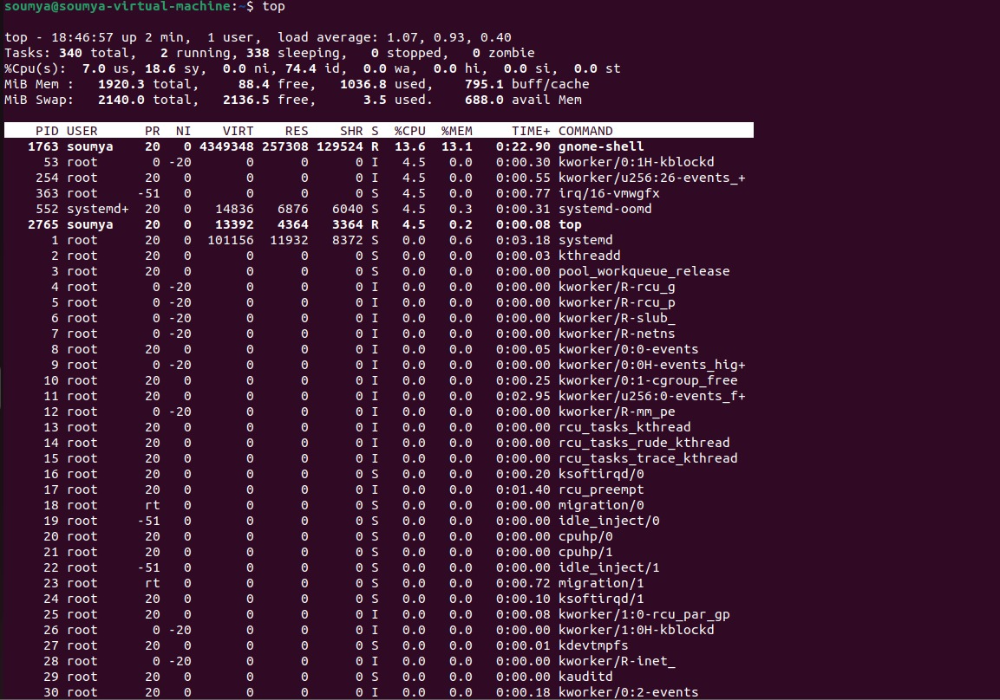 soumya@soumya-virtual-machine:~$ top
top - 18:46:57 up 2 min,  1 user,  load average: 1.07, 0.93, 0.40
Tasks: 340 total,   2 running, 338 sleeping,   0 stopped,   0 zombie
%Cpu(s):  7.0 us, 18.6 sy,  0.0 ni, 74.4 id,  0.0 wa,  0.0 hi,  0.0 si,  0.0 st
MiB Mem :   1920.3 total,     88.4 free,   1036.8 used,    795.1 buff/cache
MiB Swap:   2140.0 total,   2136.5 free,      3.5 used.    688.0 avail Mem
    PID USER      PR  NI    VIRT    RES    SHR S  %CPU  %MEM     TIME+ COMMAND
   1763 soumya    20   0 4349348 257308 129524 R  13.6  13.1   0:22.90 gnome-shell
     53 root       0 -20       0      0      0 I   4.5   0.0   0:00.30 kworker/0:1H-kblockd
    254 root      20   0       0      0      0 I   4.5   0.0   0:00.55 kworker/u256:26-events_+
    363 root     -51   0       0      0      0 S   4.5   0.0   0:00.77 irq/16-vmwgfx
    552 systemd+  20   0   14836   6876   6040 S   4.5   0.3   0:00.31 systemd-oomd
   2765 soumya    20   0   13392   4364   3364 R   4.5   0.2   0:00.08 top
      1 root      20   0  101156  11932   8372 S   0.0   0.6   0:03.18 systemd
      2 root      20   0       0      0      0 S   0.0   0.0   0:00.03 kthreadd
      3 root      20   0       0      0      0 S   0.0   0.0   0:00.00 pool_workqueue_release
      4 root       0 -20       0      0      0 I   0.0   0.0   0:00.00 kworker/R-rcu_g
      5 root       0 -20       0      0      0 I   0.0   0.0   0:00.00 kworker/R-rcu_p
      6 root       0 -20       0      0      0 I   0.0   0.0   0:00.00 kworker/R-slub_
      7 root       0 -20       0      0      0 I   0.0   0.0   0:00.00 kworker/R-netns
      8 root      20   0       0      0      0 I   0.0   0.0   0:00.05 kworker/0:0-events
      9 root       0 -20       0      0      0 I   0.0   0.0   0:00.00 kworker/0:0H-events_hig+
     10 root      20   0       0      0      0 I   0.0   0.0   0:00.25 kworker/0:1-cgroup_free
     11 root      20   0       0      0      0 I   0.0   0.0   0:02.95 kworker/u256:0-events_f+
     12 root       0 -20       0      0      0 I   0.0   0.0   0:00.00 kworker/R-mm_pe
     13 root      20   0       0      0      0 I   0.0   0.0   0:00.00 rcu_tasks_kthread
     14 root      20   0       0      0      0 I   0.0   0.0   0:00.00 rcu_tasks_rude_kthread
     15 root      20   0       0      0      0 I   0.0   0.0   0:00.00 rcu_tasks_trace_kthread
     16 root      20   0       0      0      0 S   0.0   0.0   0:00.20 ksoftirqd/0
     17 root      20   0       0      0      0 I   0.0   0.0   0:01.40 rcu_preempt
     18 root      rt   0       0      0      0 S   0.0   0.0   0:00.00 migration/0
     19 root     -51   0       0      0      0 S   0.0   0.0   0:00.00 idle_inject/0
     20 root      20   0       0      0      0 S   0.0   0.0   0:00.00 cpuhp/0
     21 root      20   0       0      0      0 S   0.0   0.0   0:00.00 cpuhp/1
     22 root     -51   0       0      0      0 S   0.0   0.0   0:00.00 idle_inject/1
     23 root      rt   0       0      0      0 S   0.0   0.0   0:00.72 migration/1
     24 root      20   0       0      0      0 S   0.0   0.0   0:00.10 ksoftirqd/1
     25 root      20   0       0      0      0 I   0.0   0.0   0:00.08 kworker/1:0-rcu_par_gp
     26 root       0 -20       0      0      0 I   0.0   0.0   0:00.00 kworker/1:0H-kblockd
     27 root      20   0       0      0      0 S   0.0   0.0   0:00.01 kdevtmpfs
     28 root       0 -20       0      0      0 I   0.0   0.0   0:00.00 kworker/R-inet_
     29 root      20   0       0      0      0 S   0.0   0.0   0:00.00 kauditd
     30 root      20   0       0      0      0 I   0.0   0.0   0:00.18 kworker/0:2-events